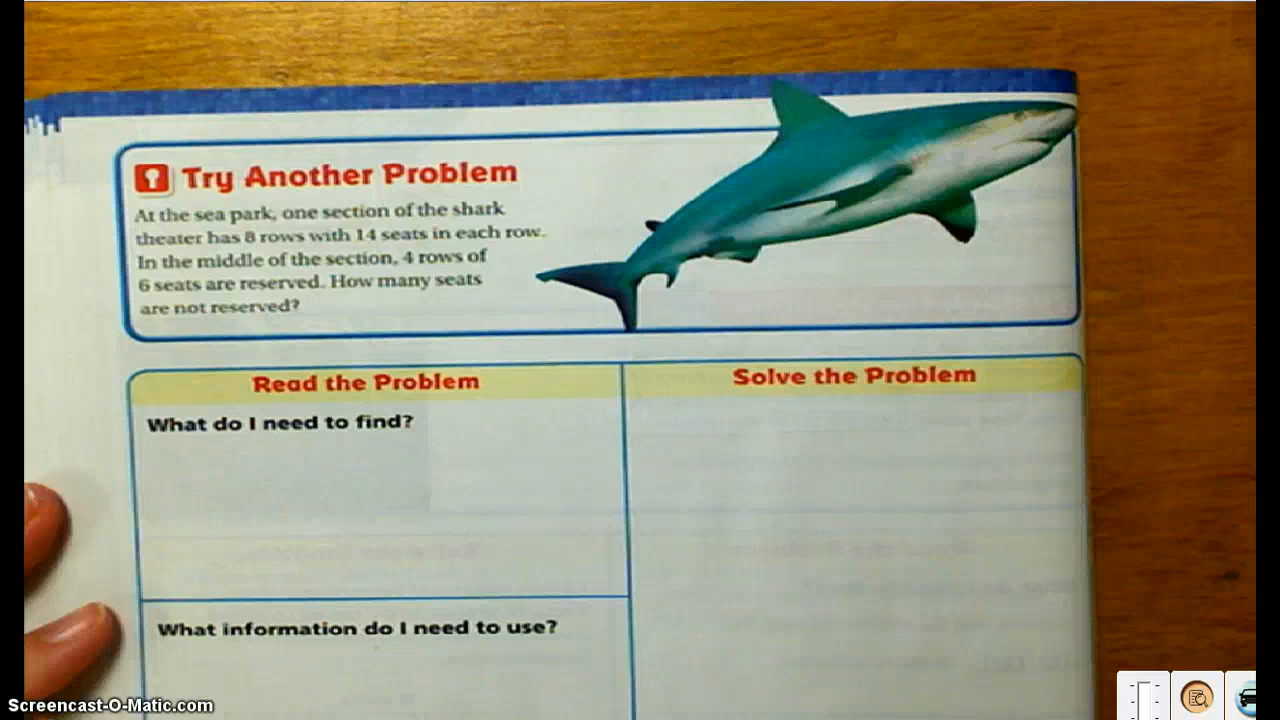 Try Another Problem
At the sea park, one section of the shark
theater has 8 rows with 14 seats in each row.
In the middle of the section, 4 rows of
6 seats are reserved. How many seats
are not reserved?
Read the Problem
Solve the Problem
What do I need to find?
What information do I need to use?
Screencast-O-Matic.com